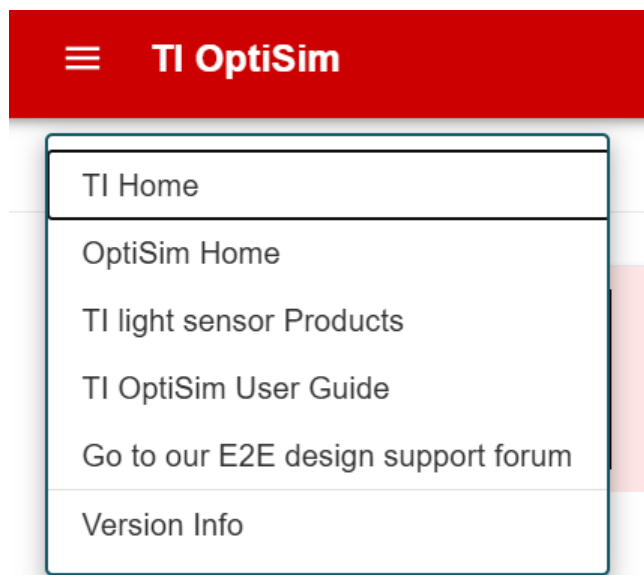 TI OptiSim
TI Home
OptiSim Home
TI light sensor Products
TI OptiSim User Guide
Go to our E2E design support forum
Version Info